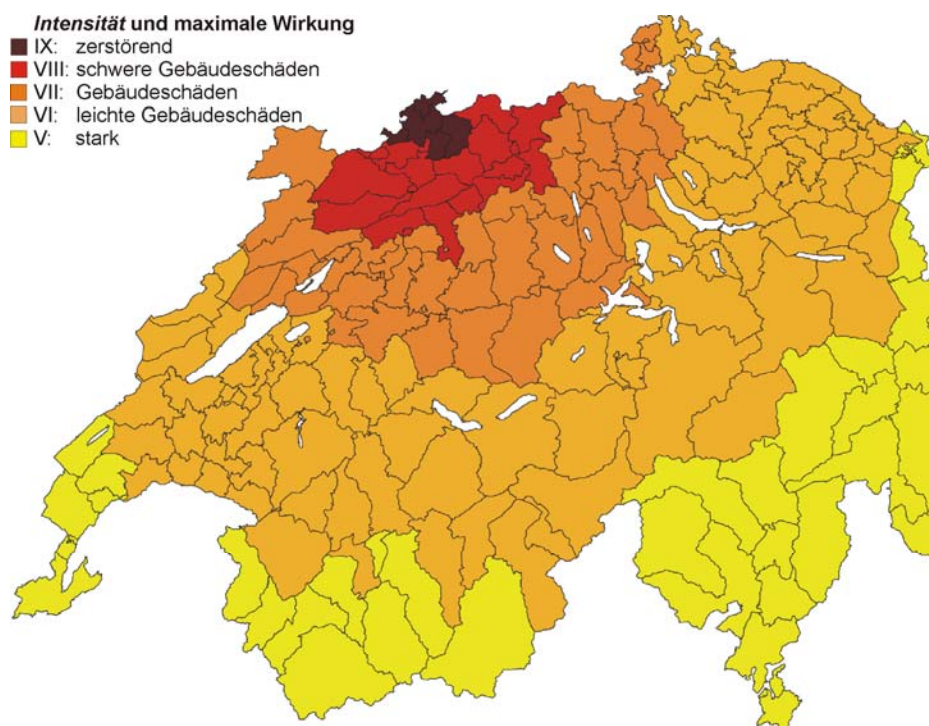 Intensität und maximale Wirkung
IX: zerstörend
VIII: schwere Gebäudeschäden
VII: Gebäudeschäden
VI: leichte Gebäudeschäden
V: stark